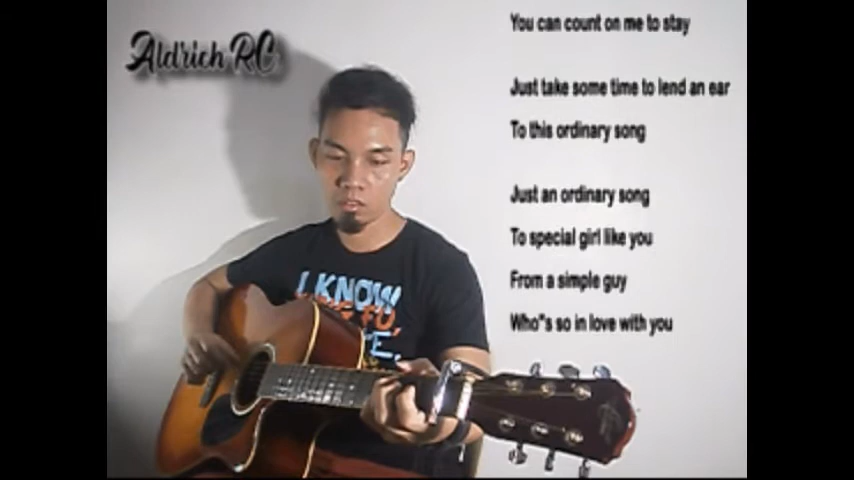 Aldrich RC
You can count on me to stay
Just take some time to lend an ear
To this ordinary song
Just an ordinary song
To special girl like you
From a simple guy
Who"s so in love with you
I KNOW